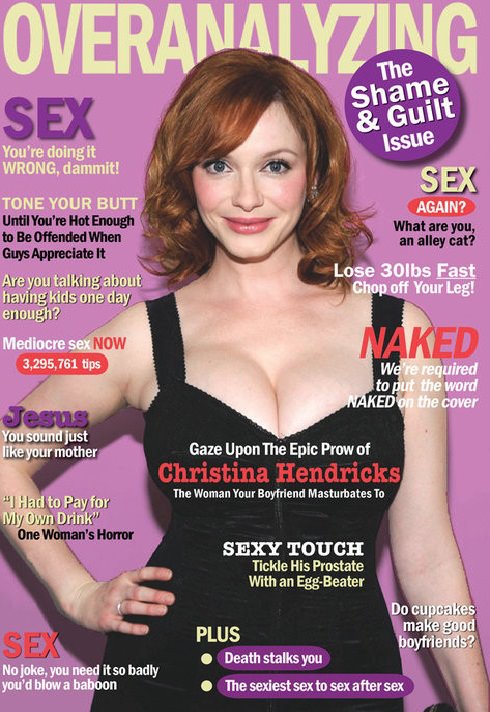 OVERANALYZING
The
Shame
& Guilt
Issue
SEX
You're doing it
WRONG, dammit!
TONE YOUR BUTT
Until You're Hot Enough
to Be Offended When
Guys Appreciate It
Are you talking about
having kids one day
enough?
Mediocre sex NOW
3,295,761 tips
Jesus
You sound just
like your mother
"I Had to Pay for
My Own Drink"
One Woman's Horror
SEX
No joke, you need it so badly
you'd blow a baboon
SEX
AGAIN?
What are you,
an alley cat?
Lose 30lbs Fast
Chop off Your Leg!
NAKED
We're required
to put the word
NAKED on the cover
Gaze Upon The Epic Prow of
Christina Hendricks
The Woman Your Boyfriend Masturbates To
SEXY TOUCH
Tickle His Prostate
With an Egg-Beater
Do cupcakes
make good
boyfriends?
PLUS
Death stalks you
The sexiest sex to sex after sex